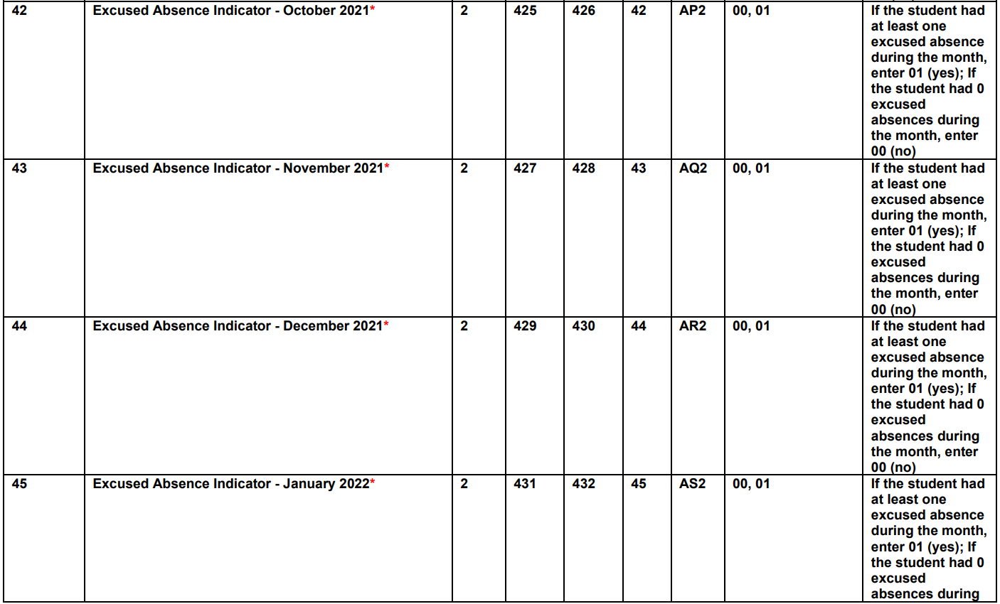 42 Excused Absence Indicator - October 2021* 2 425 426 42 AP2 00, 01 If the student had
at least one
excused absence
during the month,
enter 01 (yes); If
the student had 0
excused
absences during
the month, enter
00 (no)
43 Excused Absence Indicator - November 2021* 2 427 428 43 AQ2 00, 01 If the student had
at least one
excused absence
during the month,
enter 01 (yes); If
the student had 0
excused
absences during
the month, enter
00 (no)
44 Excused Absence Indicator - December 2021* 2 429 430 44 AR2 00, 01 If the student had
at least one
excused absence
during the month,
enter 01 (yes); If
the student had 0
excused
absences during
the month, enter
00 (no)
45 Excused Absence Indicator - January 2022* 2 431 432 45 AS2 00, 01 If the student had
at least one
excused absence
during the month,
enter 01 (yes); If
the student had 0
excused
absences during